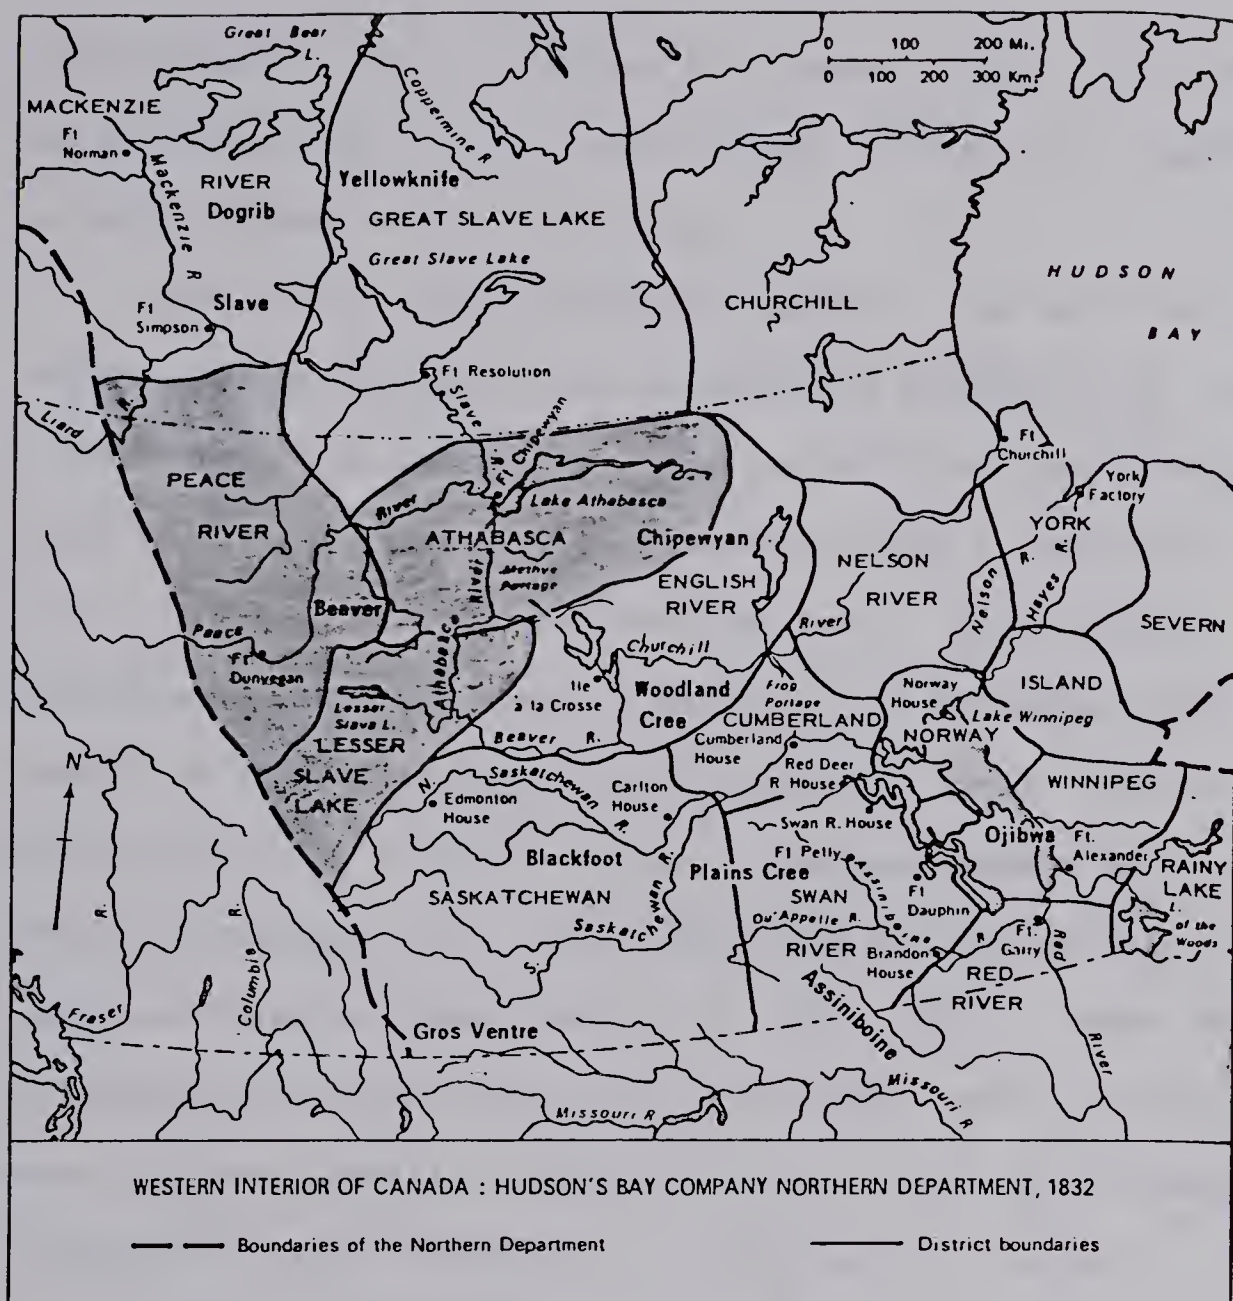 Great Bear
L.
0 100 200 Mi.
0 100 200 300 Km.
MACKENZIE
Ft
Norman
Coppermine R
Mackenzie R
RIVER
Dogrib
Yellowknife
GREAT SLAVE LAKE
Great Slave Lake
HUDSON
BAY
Slave
Ft
Simpson
CHURCHILL
Ft Resolution
Slave
R
Liard
Ft Chipewyan
Ft
Churchill
PEACE
RIVER
River
Lake Athabasca
York
Factory
YORK
ATHABASCA
Chipewyan
Methye
Portage
River
NELSON
RIVER
ENGLISH
RIVER
Nelson
R.
Hayes R.
SEVERN
Beaver
Peace
Ft.
Dunvegan
Athabasca
Churchill
River
Lesser
Slave L.
Ile
a la Crosse
Woodland
Cree
Frog
Portage
Norway
House
ISLAND
Lake Winnipeg
LESSER
SLAVE
LAKE
Beaver R.
CUMBERLAND
Cumberland
House
NORWAY
N
N.
Saskatchewan
R.
Edmonton
House
Carlton
House
Red Deer
R House
WINNIPEG
Swan R. House
Ojibwa
Ft.
Alexander
Blackfoot
Ft Pelly
Plains Cree
SWAN
Assiniboine
Ft
Dauphin
RAINY
LAKE
L.
of the
Woods
SASKATCHEWAN
Saskatchewan R.
S.
Qu'Appelle R.
RIVER
Brandon
House
R
Ft.
Garry
Red
RED
RIVER
R.
R.
Columbia
Fraser
Assiniboine
Gros Ventre
River
Missouri R
Missouri R
WESTERN INTERIOR OF CANADA : HUDSON'S BAY COMPANY NORTHERN DEPARTMENT, 1832
Boundaries of the Northern Department
District boundaries